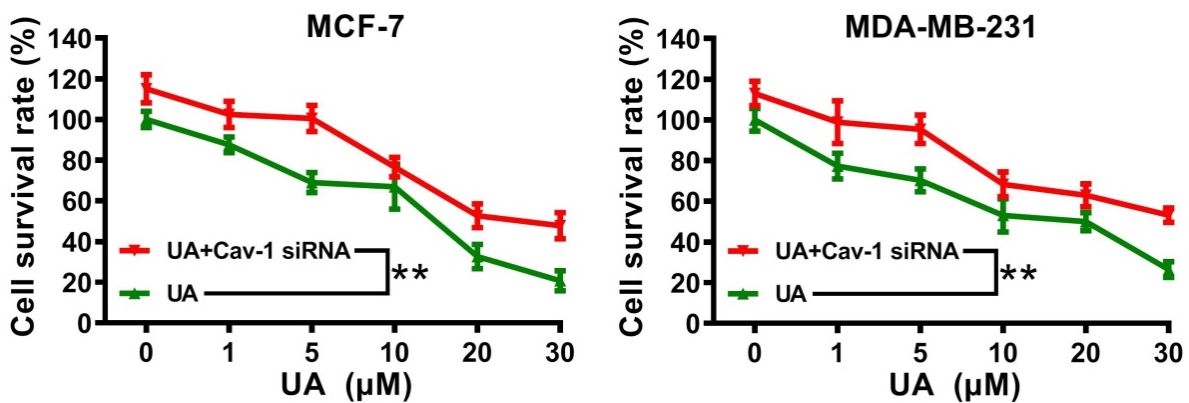 MCF-7
Cell survival rate (%)
140
120
100
80
60
40
20
0
UA+Cav-1 siRNA
UA
**
0 1 5 10 20 30
UA (μM)
MDA-MB-231
Cell survival rate (%)
140
120
100
80
60
40
20
0
UA+Cav-1 siRNA
UA
**
0 1 5 10 20 30
UA (μM)